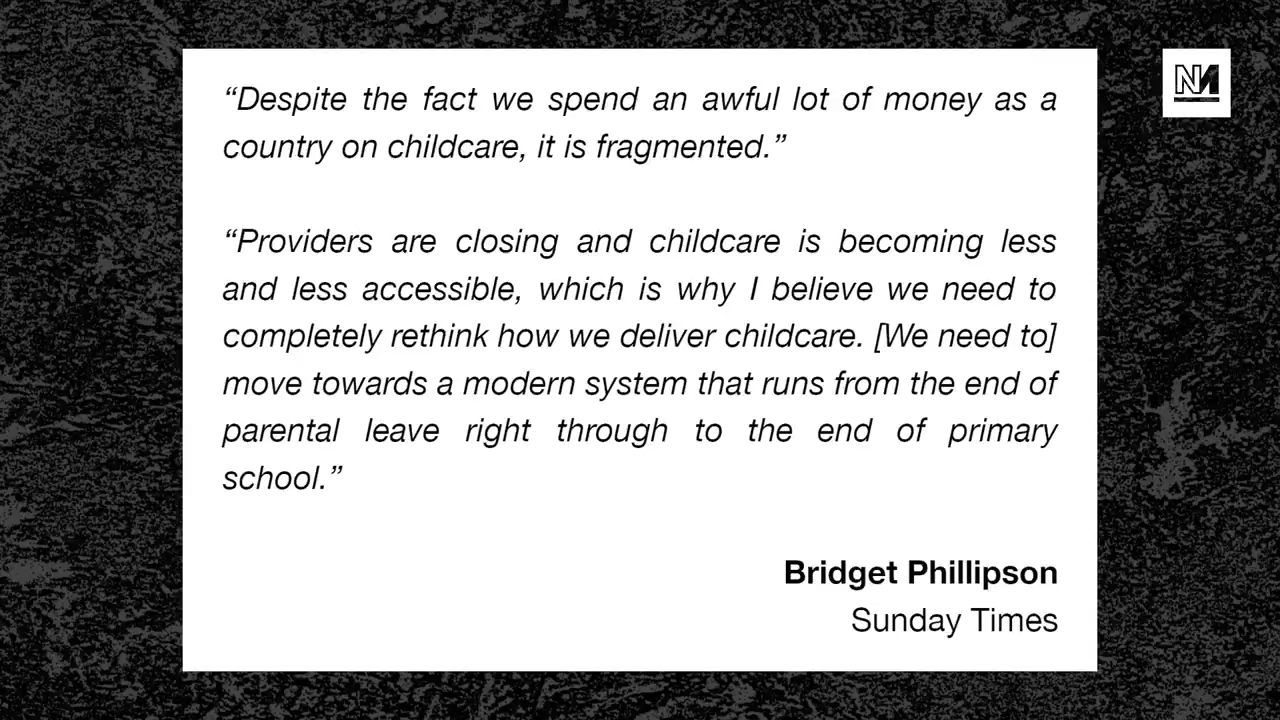 “Despite the fact we spend an awful lot of money as a
country on childcare, it is fragmented.”
“Providers are closing and childcare is becoming less
and less accessible, which is why I believe we need to
completely rethink how we deliver childcare. [We need to]
move towards a modern system that runs from the end of
parental leave right through to the end of primary
school.”
Bridget Phillipson
Sunday Times